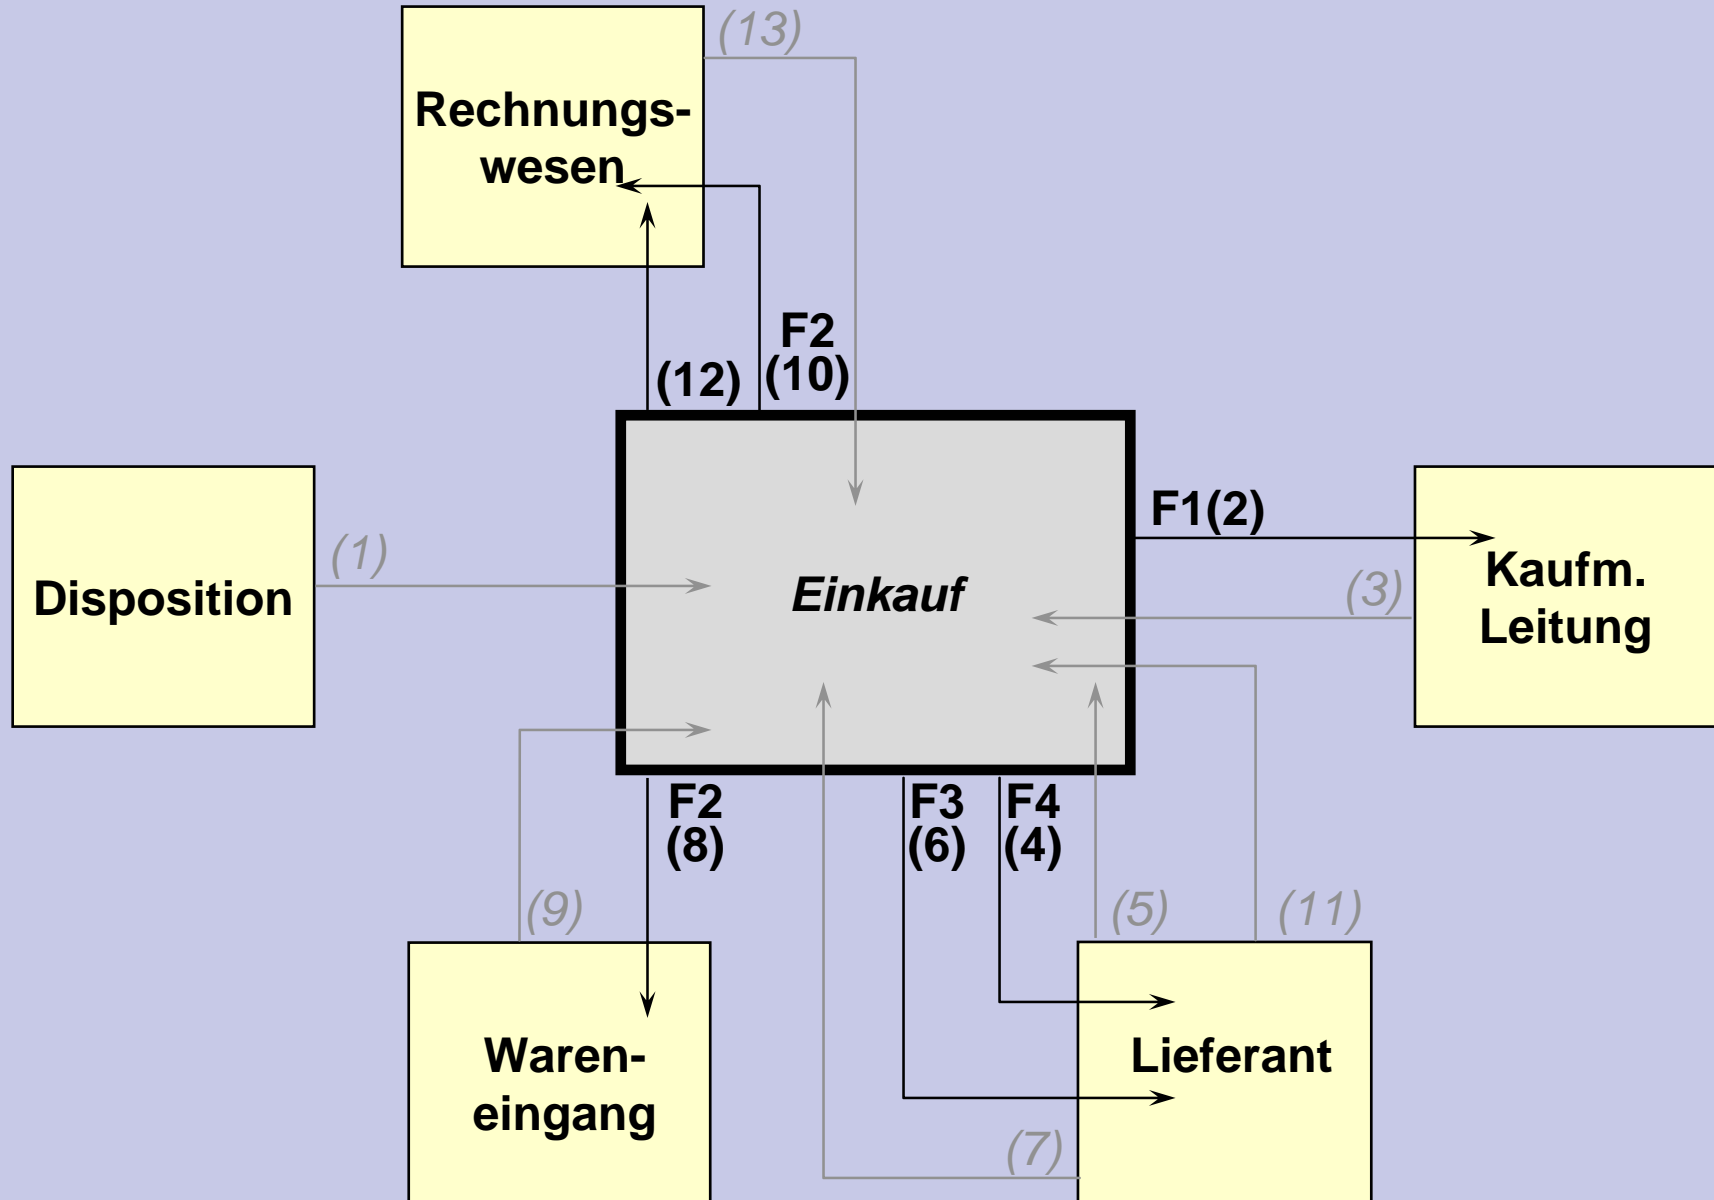 (13)
Rechnungs-
wesen
F2
(12) (10)
F1(2)
(1)
Disposition
Einkauf
Kaufm.
(3)
Leitung
F2 F3 F4
(8) (6) (4)
(9) (5) (11)
Waren-
eingang
Lieferant
(7)